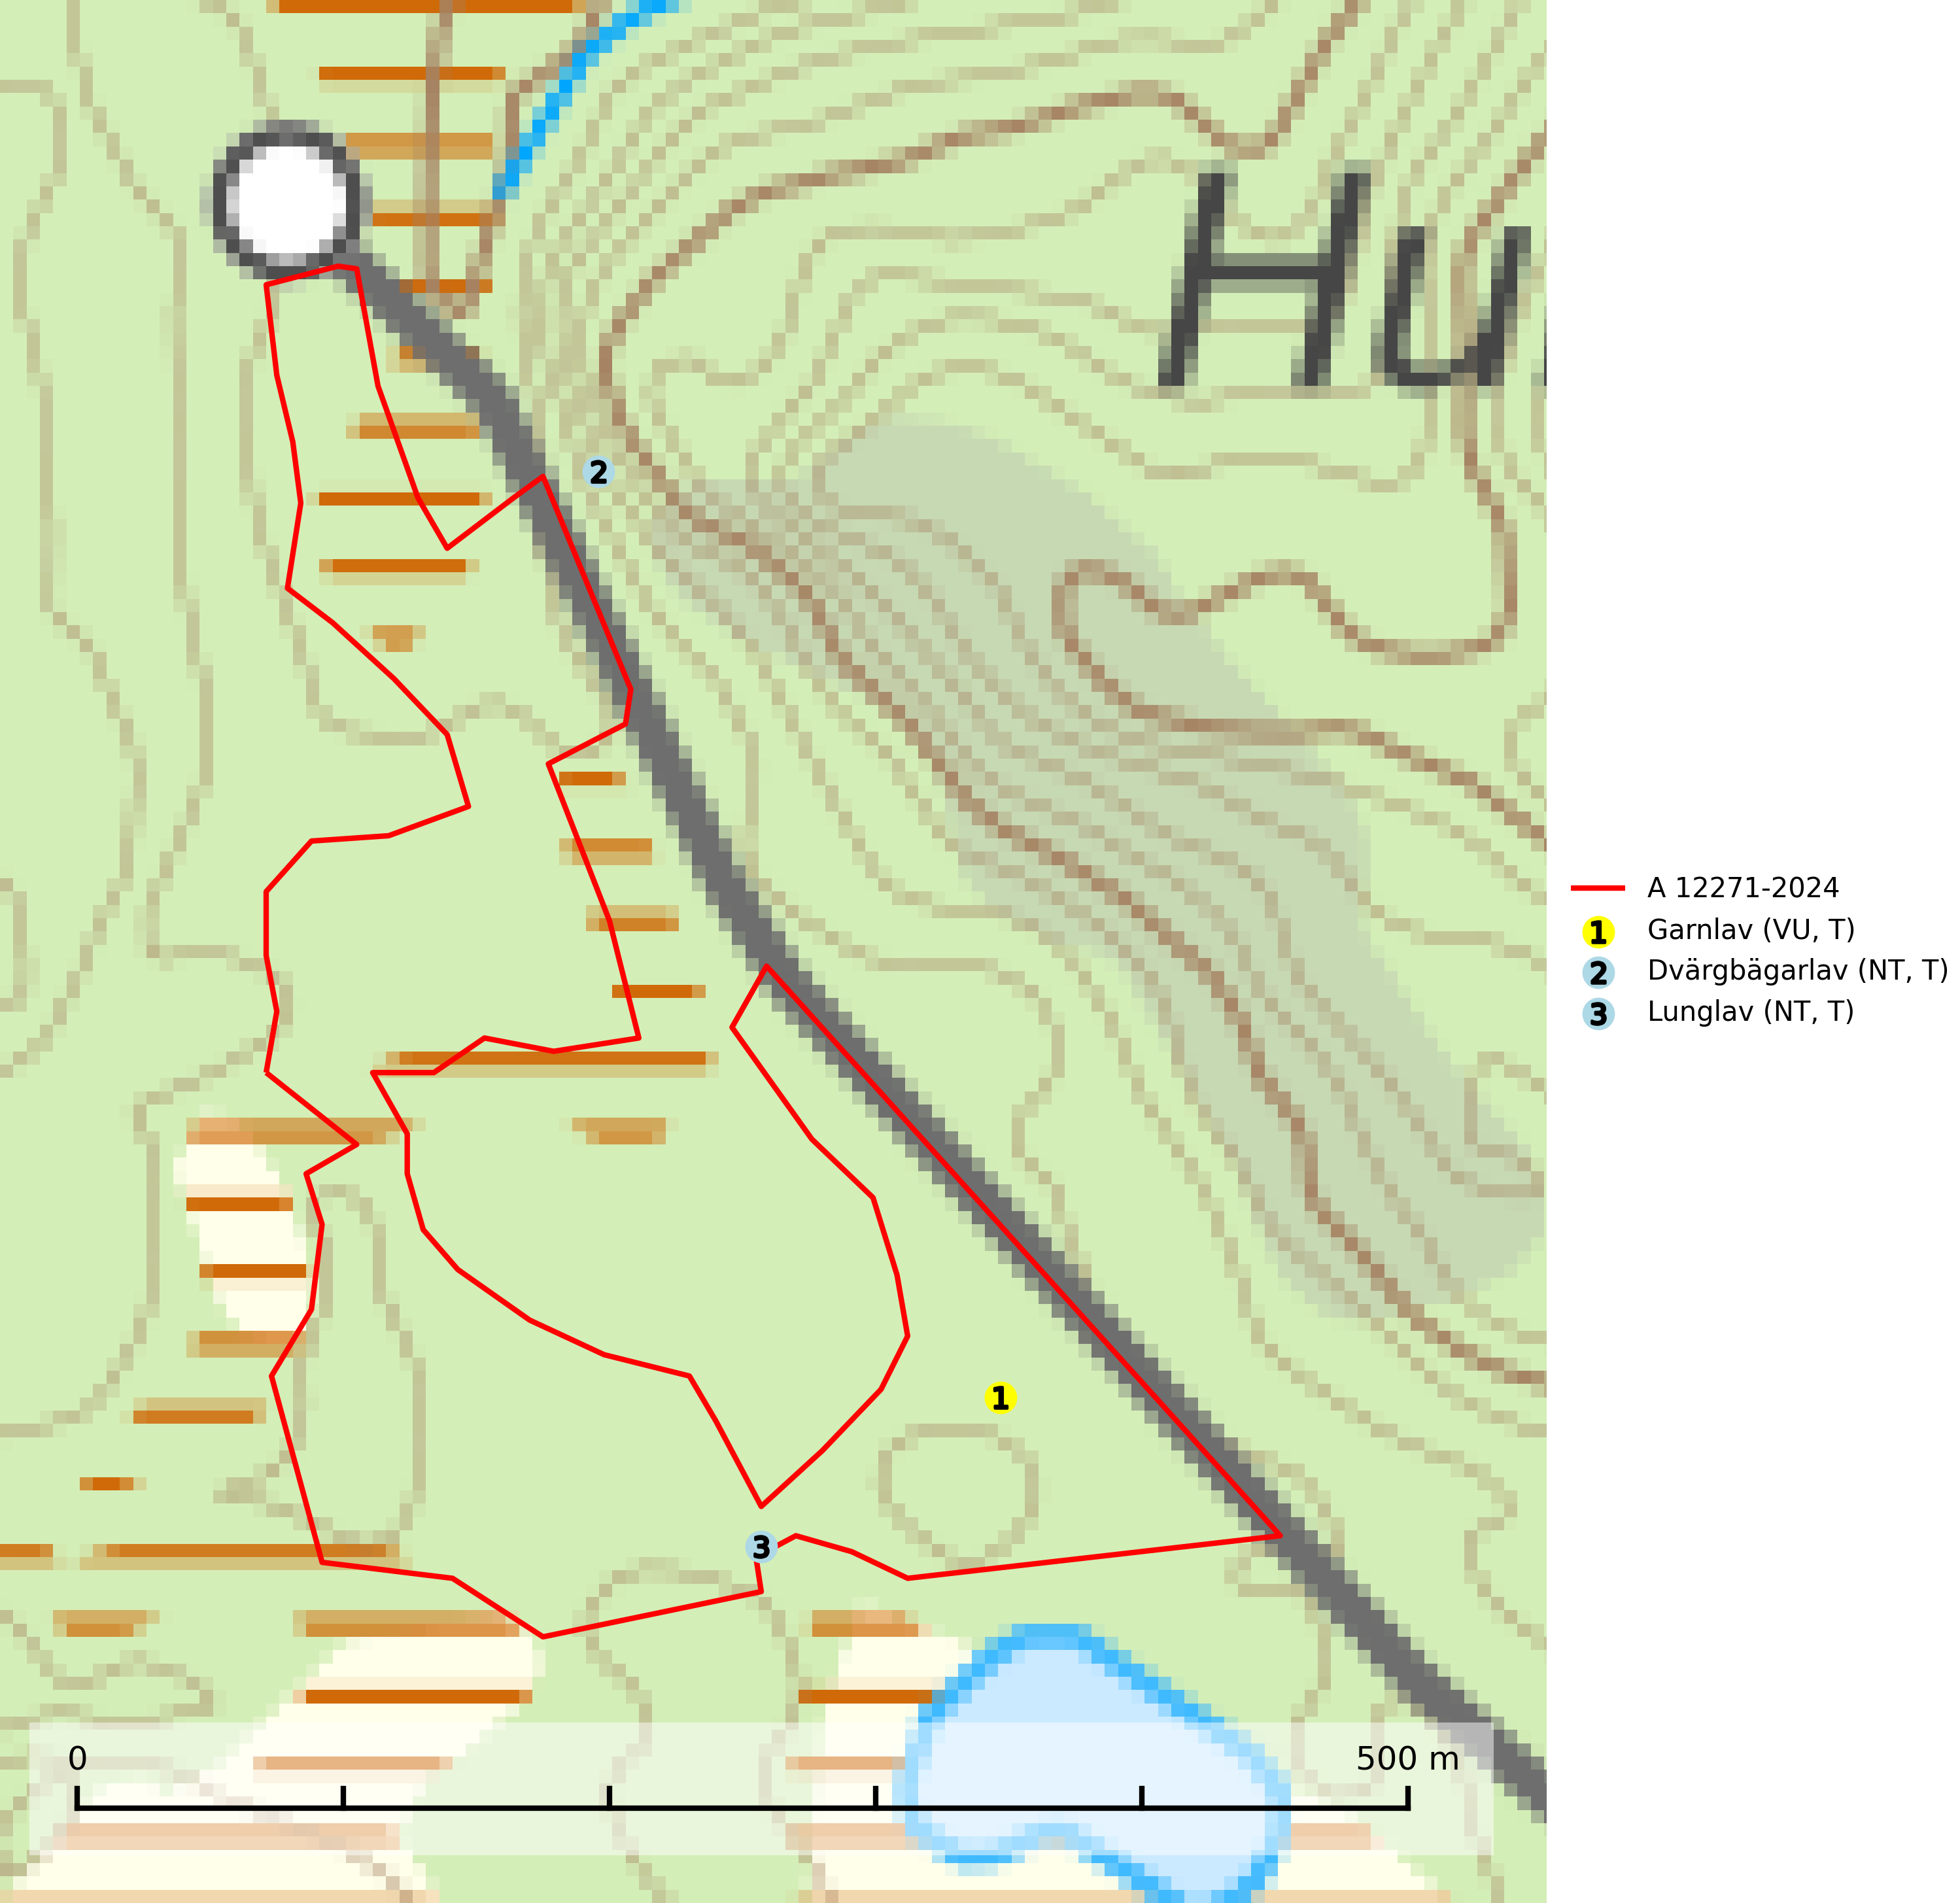 Hu
2
1
3
0 500 m
A 12271-2024
1 Garnlav (VU, T)
2 Dvärgbägarlav (NT, T)
3 Lunglav (NT, T)